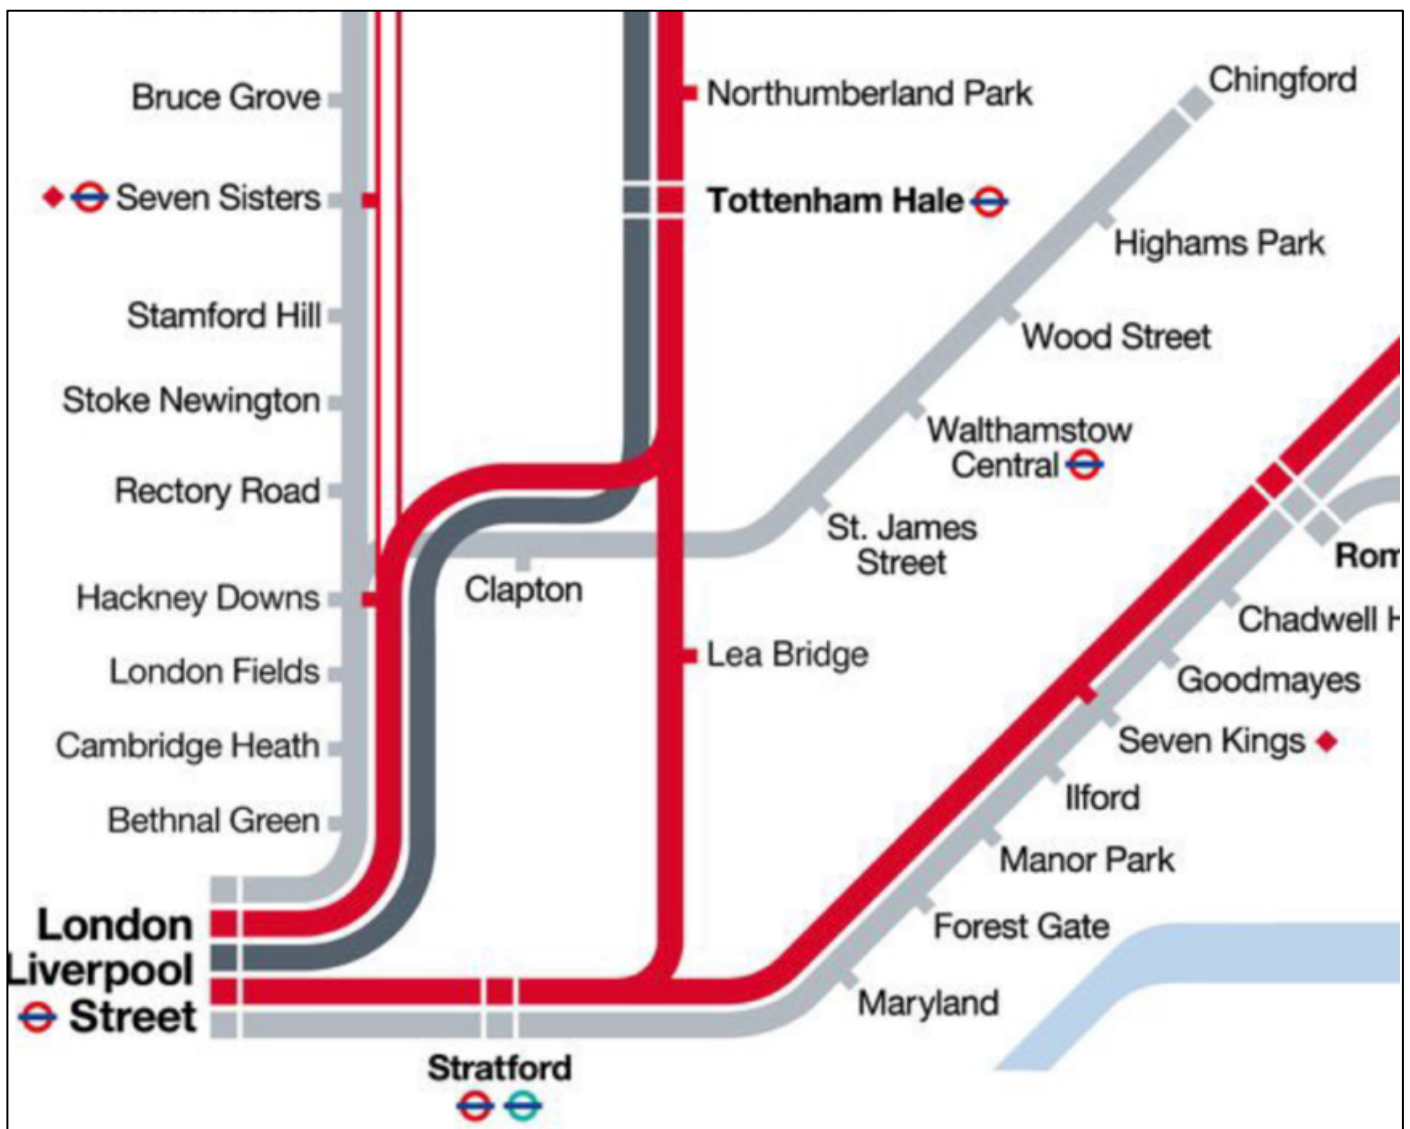 Bruce Grove
Seven Sisters
Stamford Hill
Stoke Newington
Rectory Road
Hackney Downs
London Fields
Cambridge Heath
Bethnal Green
London
Liverpool
Street
Stratford
Northumberland Park
Tottenham Hale
Clapton
Lea Bridge
Chingford
Highams Park
Wood Street
Walthamstow
Central
St. James
Street
Rom
Chadwell H
Goodmayes
Seven Kings
Ilford
Manor Park
Forest Gate
Maryland